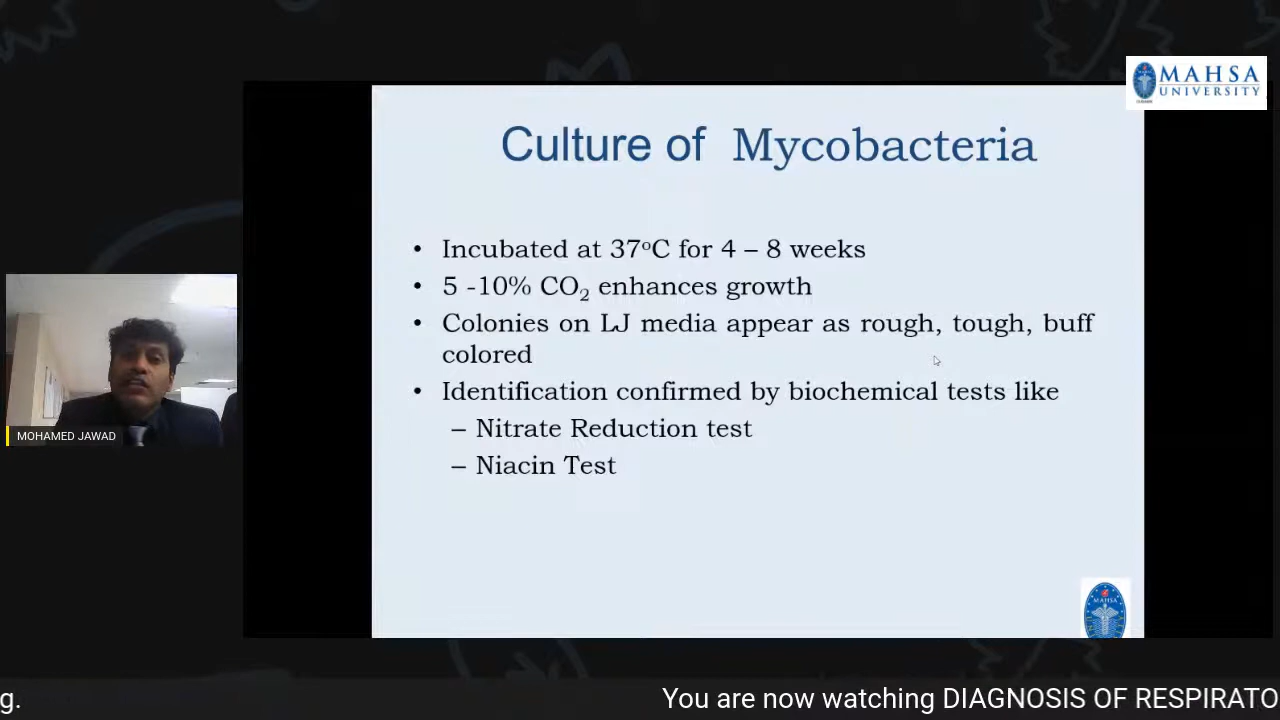 MAHSA
UNIVERSITY
Culture of Mycobacteria
• Incubated at 37ᵒC for 4 – 8 weeks
• 5 -10% CO₂ enhances growth
• Colonies on LJ media appear as rough, tough, buff
colored
• Identification confirmed by biochemical tests like
– Nitrate Reduction test
– Niacin Test
MOHAMED JAWAD
MAHSA
g.
You are now watching DIAGNOSIS OF RESPIRATO